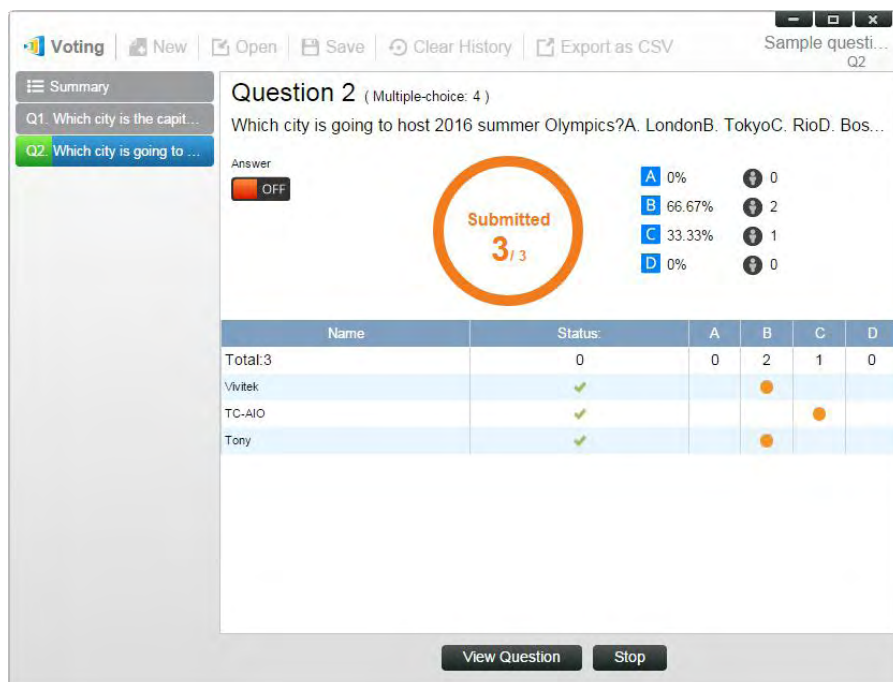 Voting New Open Save Clear History Export as CSV Sample questi...
Q2
Summary
Q1. Which city is the capit...
Q2. Which city is going to ...
Question 2 ( Multiple-choice: 4 )
Which city is going to host 2016 summer Olympics?A. LondonB. TokyoC. RioD. Bos...
Answer
OFF
Submitted
3/ 3
A 0% 0
B 66.67% 2
C 33.33% 1
D 0% 0
Name Status: A B C D
Total:3 0 0 2 1 0
Vivitek
TC-AIO
Tony
View Question Stop